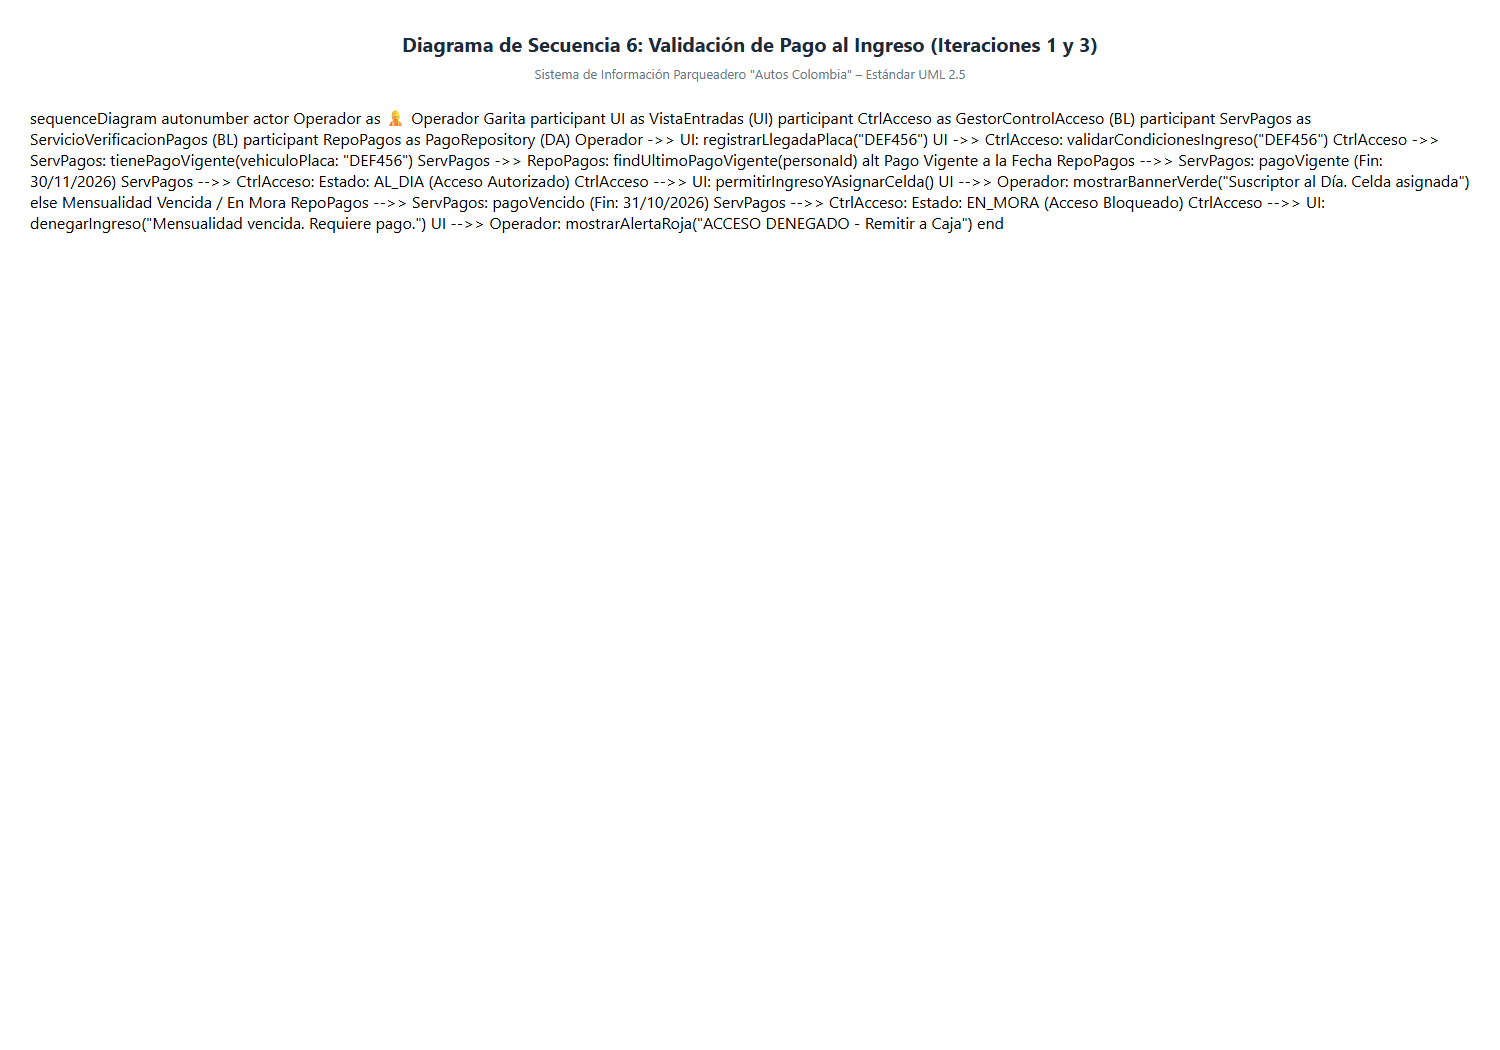 Diagrama de Secuencia 6: Validación de Pago al Ingreso (Iteraciones 1 y 3)
Sistema de Información Parqueadero "Autos Colombia" – Estándar UML 2.5
sequenceDiagram autonumber actor Operador as Operador Garita participant UI as VistaEntradas (UI) participant CtrlAcceso as GestorControlAcceso (BL) participant ServPagos as
ServicioVerificacionPagos (BL) participant RepoPagos as PagoRepository (DA) Operador ->> UI: registrarLlegadaPlaca("DEF456") UI ->> CtrlAcceso: validarCondicionesIngreso("DEF456") CtrlAcceso ->>
ServPagos: tienePagoVigente(vehiculoPlaca: "DEF456") ServPagos ->> RepoPagos: findUltimoPagoVigente(personaId) alt Pago Vigente a la Fecha RepoPagos -->> ServPagos: pagoVigente (Fin:
30/11/2026) ServPagos -->> CtrlAcceso: Estado: AL_DIA (Acceso Autorizado) CtrlAcceso -->> UI: permitirIngresoYAsignarCelda() UI -->> Operador: mostrarBannerVerde("Suscriptor al Día. Celda asignada")
else Mensualidad Vencida / En Mora RepoPagos -->> ServPagos: pagoVencido (Fin: 31/10/2026) ServPagos -->> CtrlAcceso: Estado: EN_MORA (Acceso Bloqueado) CtrlAcceso -->> UI:
denegarIngreso("Mensualidad vencida. Requiere pago.") UI -->> Operador: mostrarAlertaRoja("ACCESO DENEGADO - Remitir a Caja") end